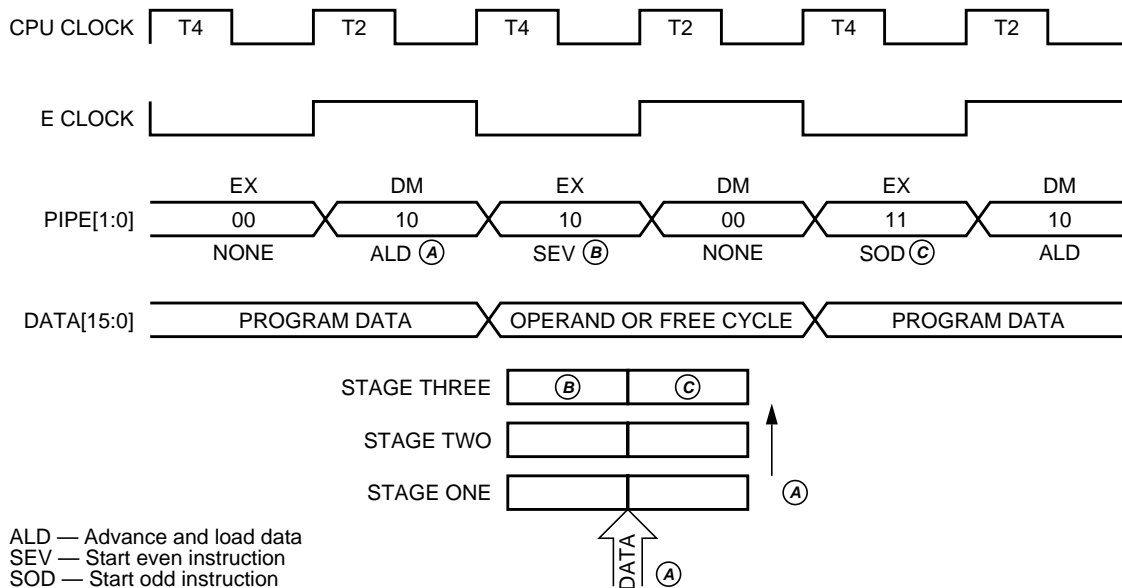 CPU CLOCK T4 T2 T4 T2 T4 T2
E CLOCK
EX DM EX DM EX DM
PIPE[1:0] 00 10 10 00 11 10
NONE ALD A SEV B NONE SOD C ALD
DATA[15:0] PROGRAM DATA OPERAND OR FREE CYCLE PROGRAM DATA
STAGE THREE B C
STAGE TWO
STAGE ONE A
DATA A
ALD — Advance and load data
SEV — Start even instruction
SOD — Start odd instruction